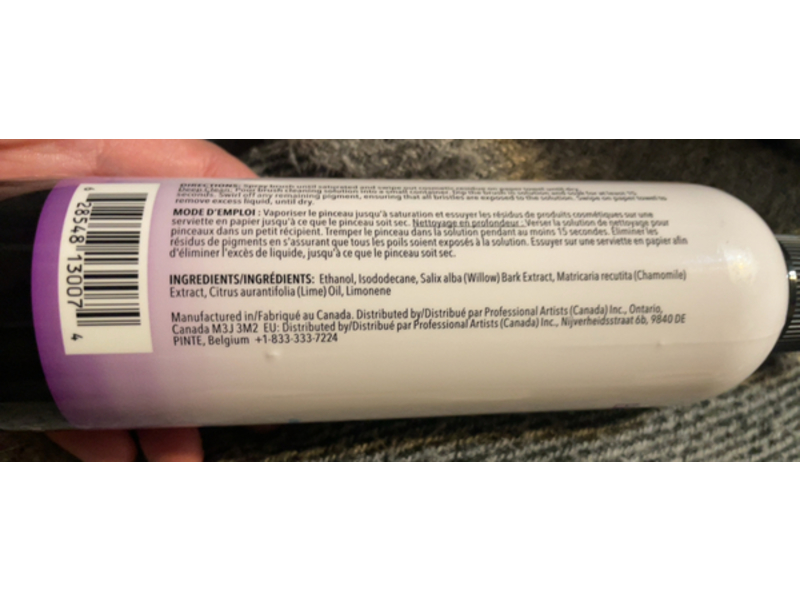 DIRECTIONS: Spray brush until saturated and swipe out cosmetic residue on paper towel until dry.
Deep Clean: Pour brush cleaning solution into a small container. Dip the brush in solution and soak for at least 15
seconds. Swirl off any remaining pigment, ensuring that all bristles are exposed to the solution. Swipe on paper towel to
remove excess liquid, until dry.
MODE D'EMPLOI : Vaporiser le pinceau jusqu'à saturation et essuyer les résidus de produits cosmétiques sur une
serviette en papier jusqu'à ce que le pinceau soit sec. Nettoyage en profondeur : Verser la solution de nettoyage pour
pinceaux dans un petit récipient. Tremper le pinceau dans la solution pendant au moins 15 secondes. Éliminer les
résidus de pigments en s'assurant que tous les poils soient exposés à la solution. Essuyer sur une serviette en papier afin
d'éliminer l'excès de liquide, jusqu'à ce que le pinceau soit sec.
INGREDIENTS/INGRÉDIENTS: Ethanol, Isododecane, Salix alba (Willow) Bark Extract, Matricaria recutita (Chamomile)
Extract, Citrus aurantifolia (Lime) Oil, Limonene
Manufactured in/Fabriqué au Canada. Distributed by/Distribué par Professional Artists (Canada) Inc., Ontario,
Canada M3J 3M2 EU: Distributed by/Distribué par Professional Artists (Canada) Inc., Nijverheidsstraat 6b, 9840 DE
PINTE, Belgium +1-833-333-7224
6 28548 13007 4